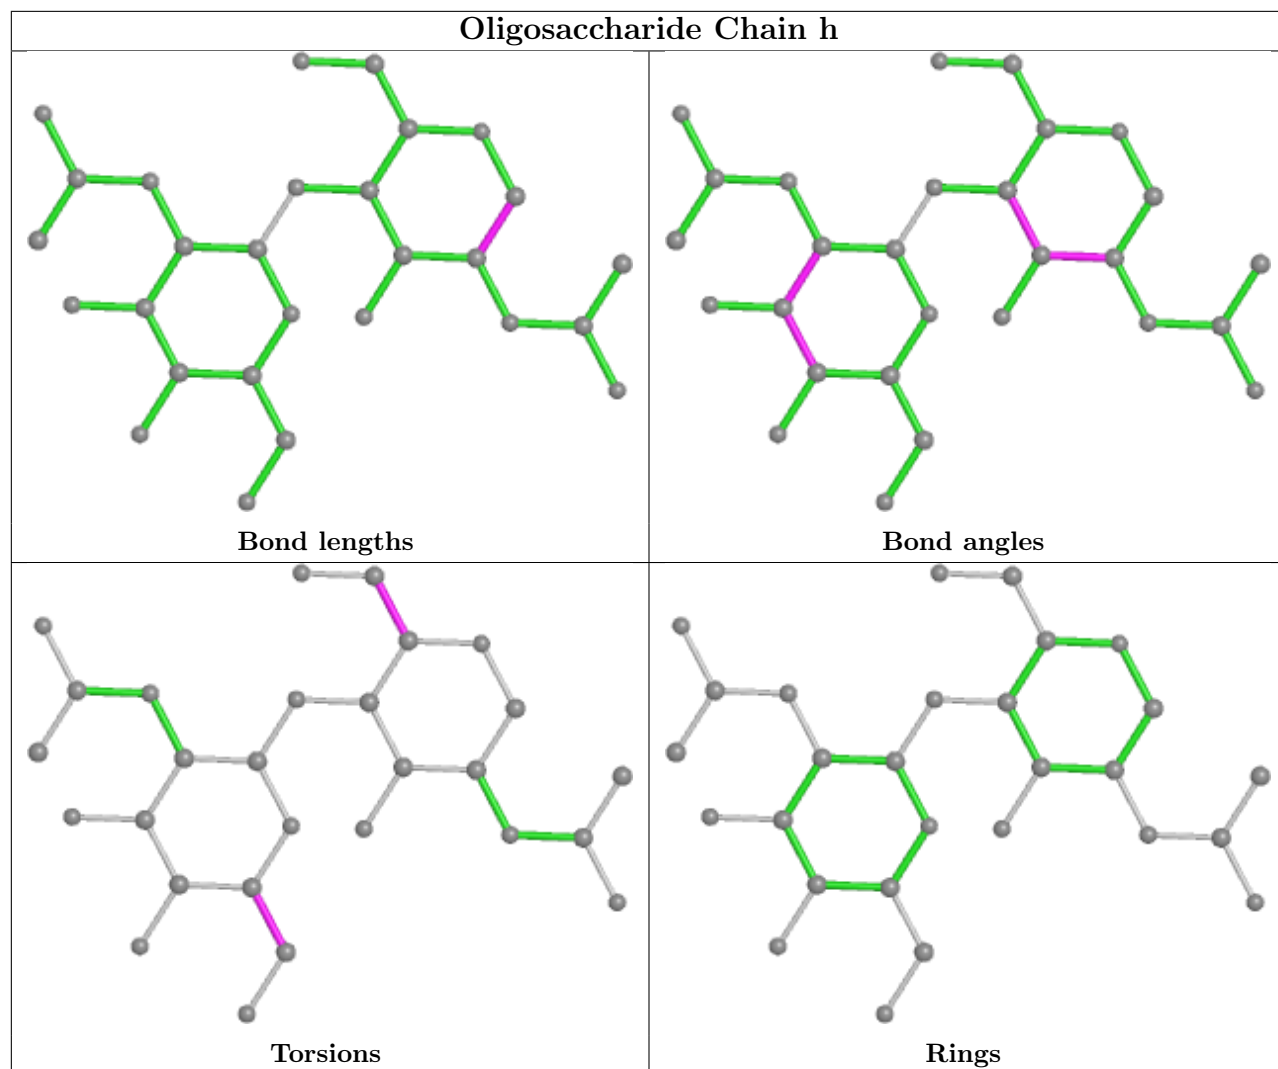 Oligosaccharide Chain h
Bond lengths
Bond angles
Torsions
Rings